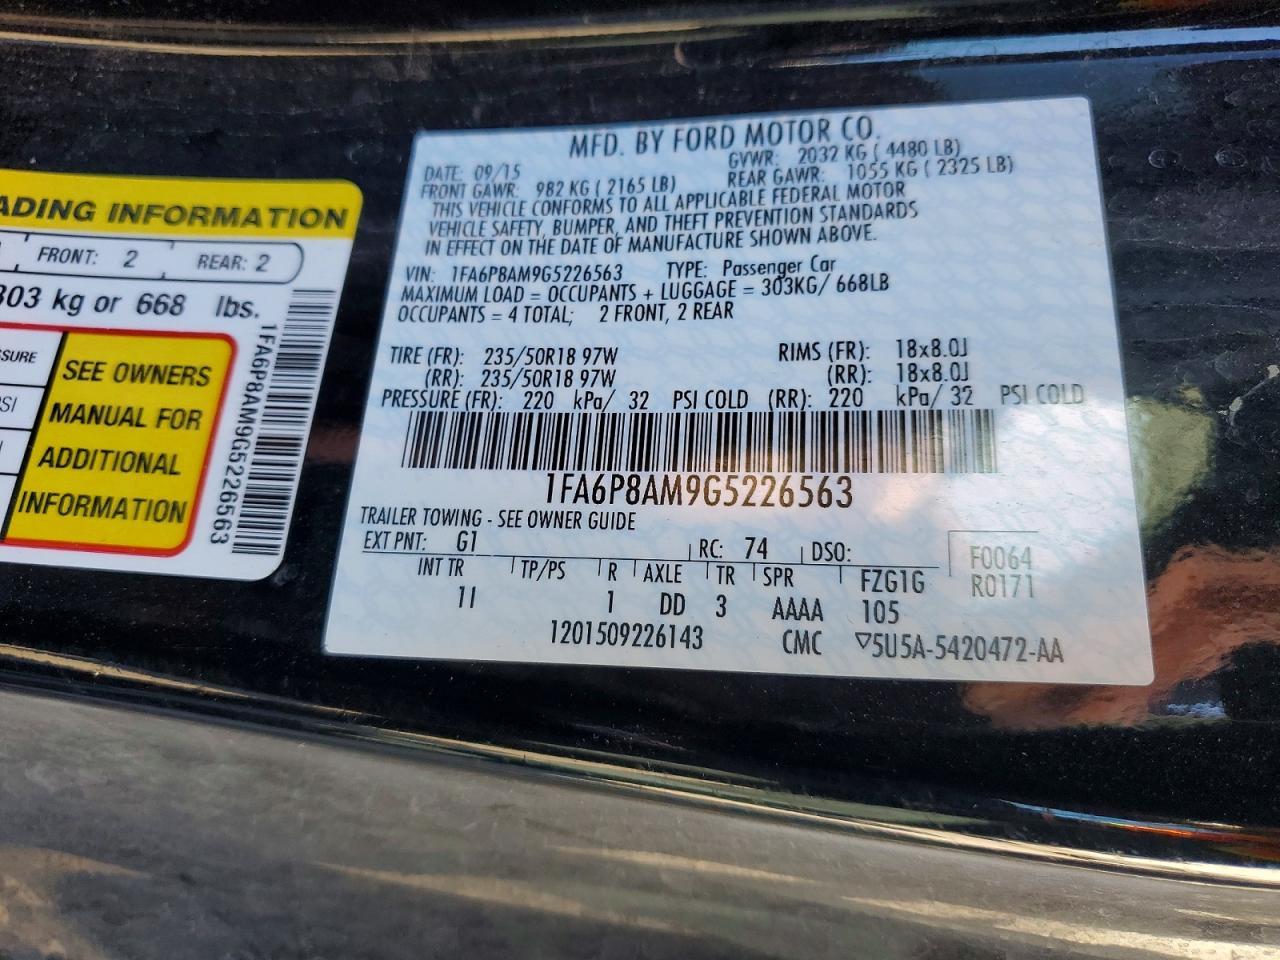 ADING INFORMATION
FRONT: 2 REAR: 2
303 kg or 668 lbs.
SSURE
SI
SEE OWNERS
MANUAL FOR
ADDITIONAL
INFORMATION
1FA6P8AM9G5226563
MFD. BY FORD MOTOR CO.
DATE: 09/15 GVWR: 2032 KG ( 4480 LB)
FRONT GAWR: 982 KG ( 2165 LB) REAR GAWR: 1055 KG ( 2325 LB)
THIS VEHICLE CONFORMS TO ALL APPLICABLE FEDERAL MOTOR
VEHICLE SAFETY, BUMPER, AND THEFT PREVENTION STANDARDS
IN EFFECT ON THE DATE OF MANUFACTURE SHOWN ABOVE.
VIN: 1FA6P8AM9G5226563 TYPE: Passenger Car
MAXIMUM LOAD = OCCUPANTS + LUGGAGE = 303KG/ 668LB
OCCUPANTS = 4 TOTAL; 2 FRONT, 2 REAR
TIRE (FR): 235/50R18 97W RIMS (FR): 18x8.0J
(RR): 235/50R18 97W (RR): 18x8.0J
PRESSURE (FR): 220 kPa/ 32 PSI COLD (RR): 220 kPa/ 32 PSI COLD
1FA6P8AM9G5226563
TRAILER TOWING - SEE OWNER GUIDE
EXT PNT: G1 RC: 74 DSO: F0064
INT TR TP/PS R AXLE TR SPR FZG1G R0171
1I 1 DD 3 AAAA 105
1201509226143 CMC ▽5U5A-5420472-AA